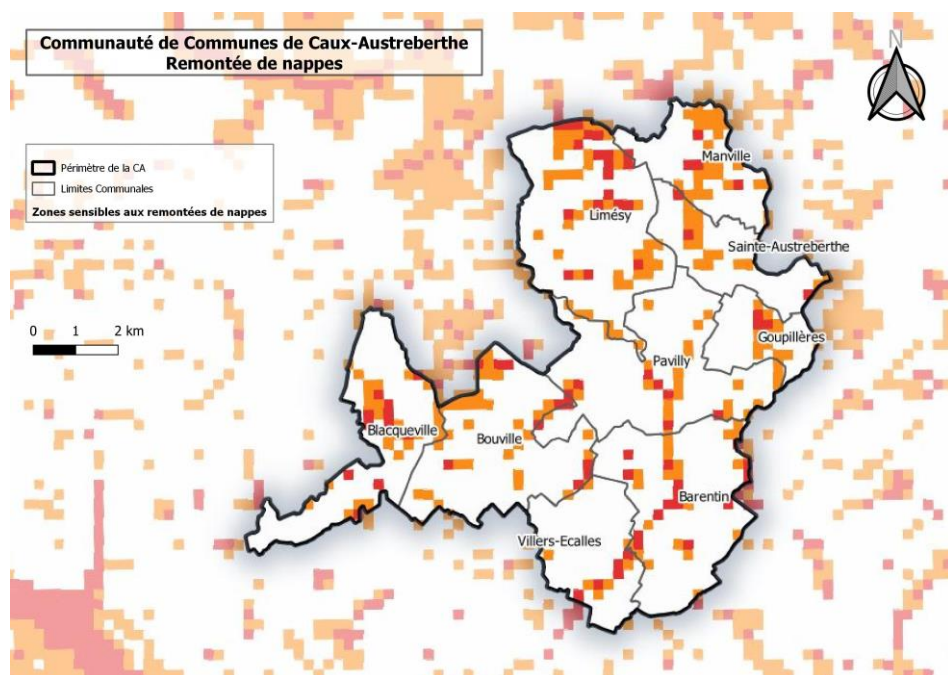 Communauté de Communes de Caux-Austreberthe
Remontée de nappes
N
Périmètre de la CA
Limites Communales
Zones sensibles aux remontées de nappes
0 1 2 km
Manville
Limésy
Sainte-Austreberthe
Goupillères
Pavilly
Blacqueville
Bouville
Barentin
Villers-Ecalles